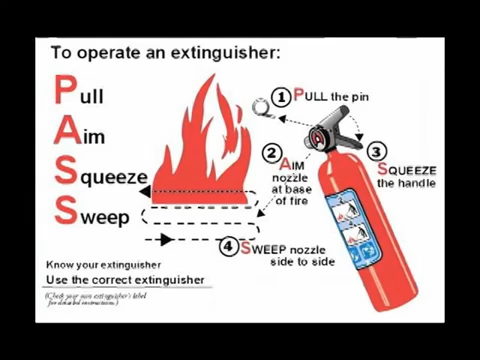 To operate an extinguisher:
Pull
Aim
Squeeze
Sweep
1 PULL the pin
2 AIM
nozzle
at base
of fire
3
SQUEEZE
the handle
4 SWEEP nozzle
side to side
Know your extinguisher
Use the correct extinguisher
(Check your own extinguisher's label
for detailed instructions.)